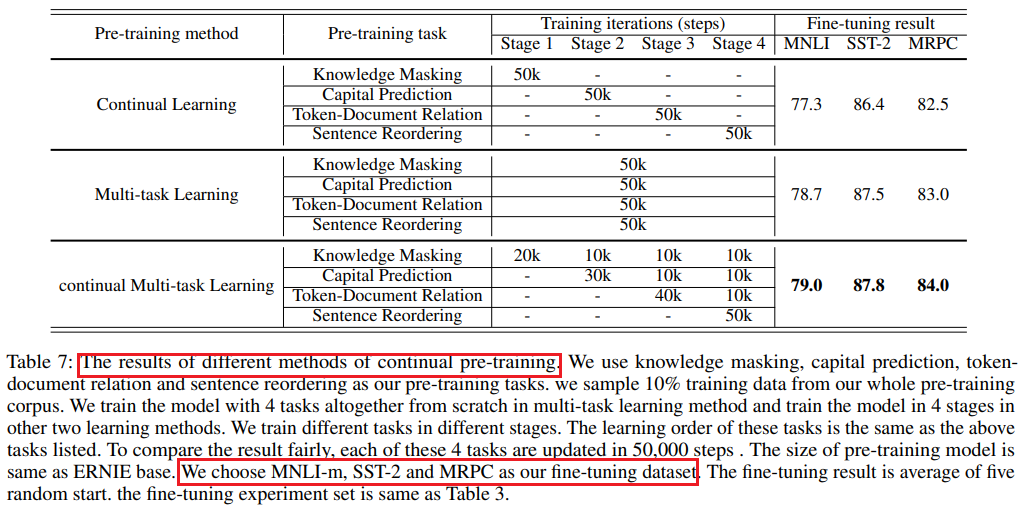 Pre-training method Pre-training task Training iterations (steps) Fine-tuning result
Stage 1 Stage 2 Stage 3 Stage 4 MNLI SST-2 MRPC
Continual Learning Knowledge Masking 50k - - - 77.3 86.4 82.5
Capital Prediction - 50k - -
Token-Document Relation - - 50k -
Sentence Reordering - - - 50k
Multi-task Learning Knowledge Masking 50k 78.7 87.5 83.0
Capital Prediction 50k
Token-Document Relation 50k
Sentence Reordering 50k
continual Multi-task Learning Knowledge Masking 20k 10k 10k 10k 79.0 87.8 84.0
Capital Prediction - 30k 10k 10k
Token-Document Relation - - 40k 10k
Sentence Reordering - - - 50k
Table 7: The results of different methods of continual pre-training. We use knowledge masking, capital prediction, token-
document relation and sentence reordering as our pre-training tasks. we sample 10% training data from our whole pre-training
corpus. We train the model with 4 tasks altogether from scratch in multi-task learning method and train the model in 4 stages in
other two learning methods. We train different tasks in different stages. The learning order of these tasks is the same as the above
tasks listed. To compare the result fairly, each of these 4 tasks are updated in 50,000 steps . The size of pre-training model is
same as ERNIE base. We choose MNLI-m, SST-2 and MRPC as our fine-tuning dataset. The fine-tuning result is average of five
random start. the fine-tuning experiment set is same as Table 3.